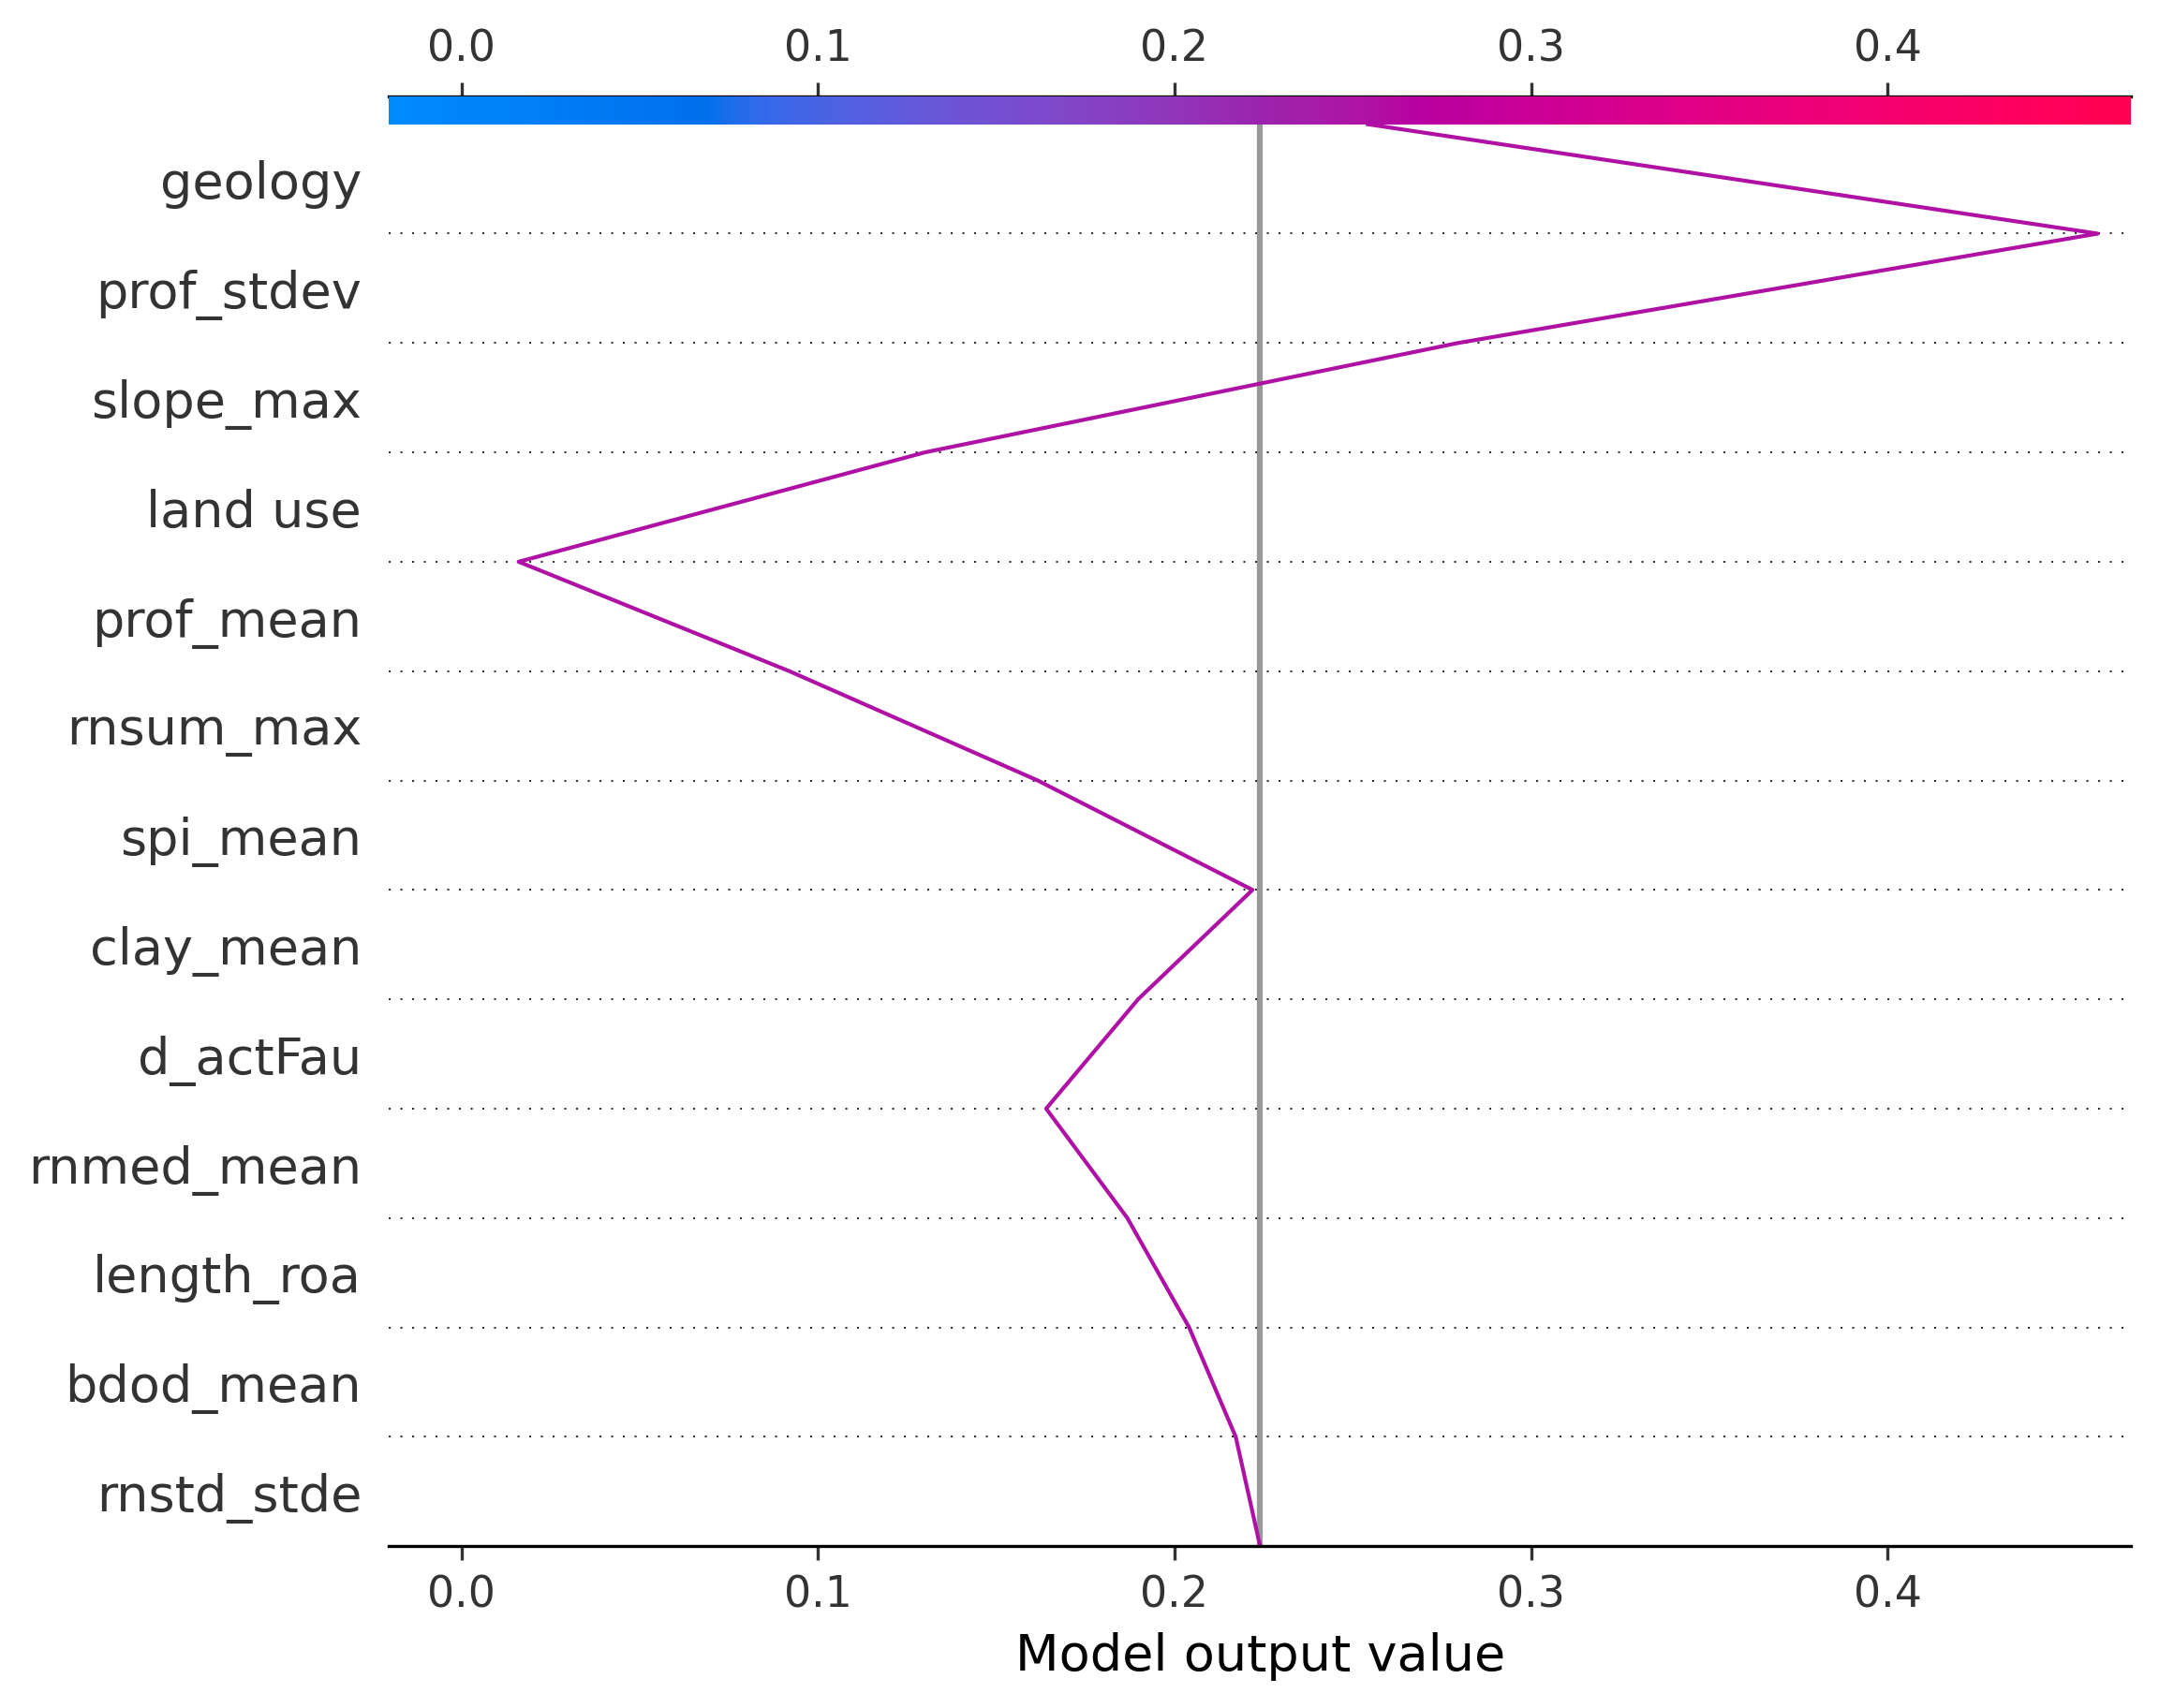 0.0 0.1 0.2 0.3 0.4
geology
prof_stdev
slope_max
land use
prof_mean
rnsum_max
spi_mean
clay_mean
d_actFau
rnmed_mean
length_roa
bdod_mean
rnstd_stde
0.0 0.1 0.2 0.3 0.4
Model output value